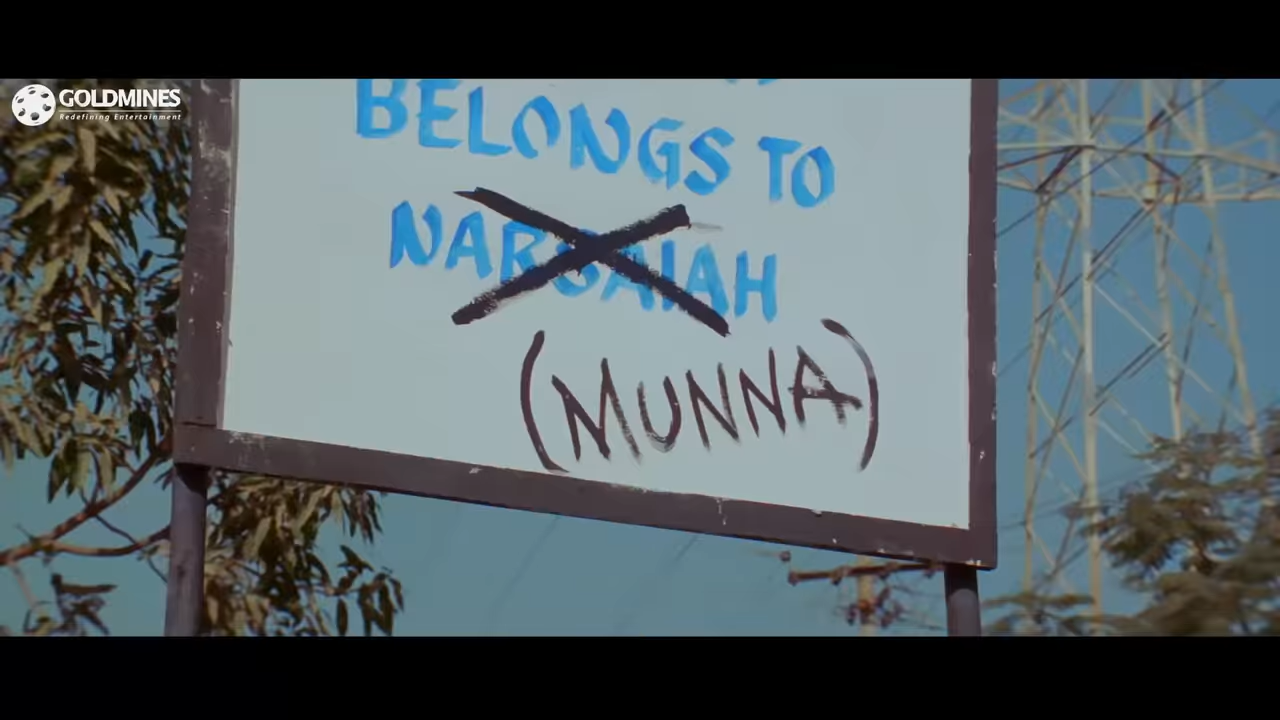 GOLDMINES
Redefining Entertainment
BELONGS TO
NARSAIAH
(MUNNA)